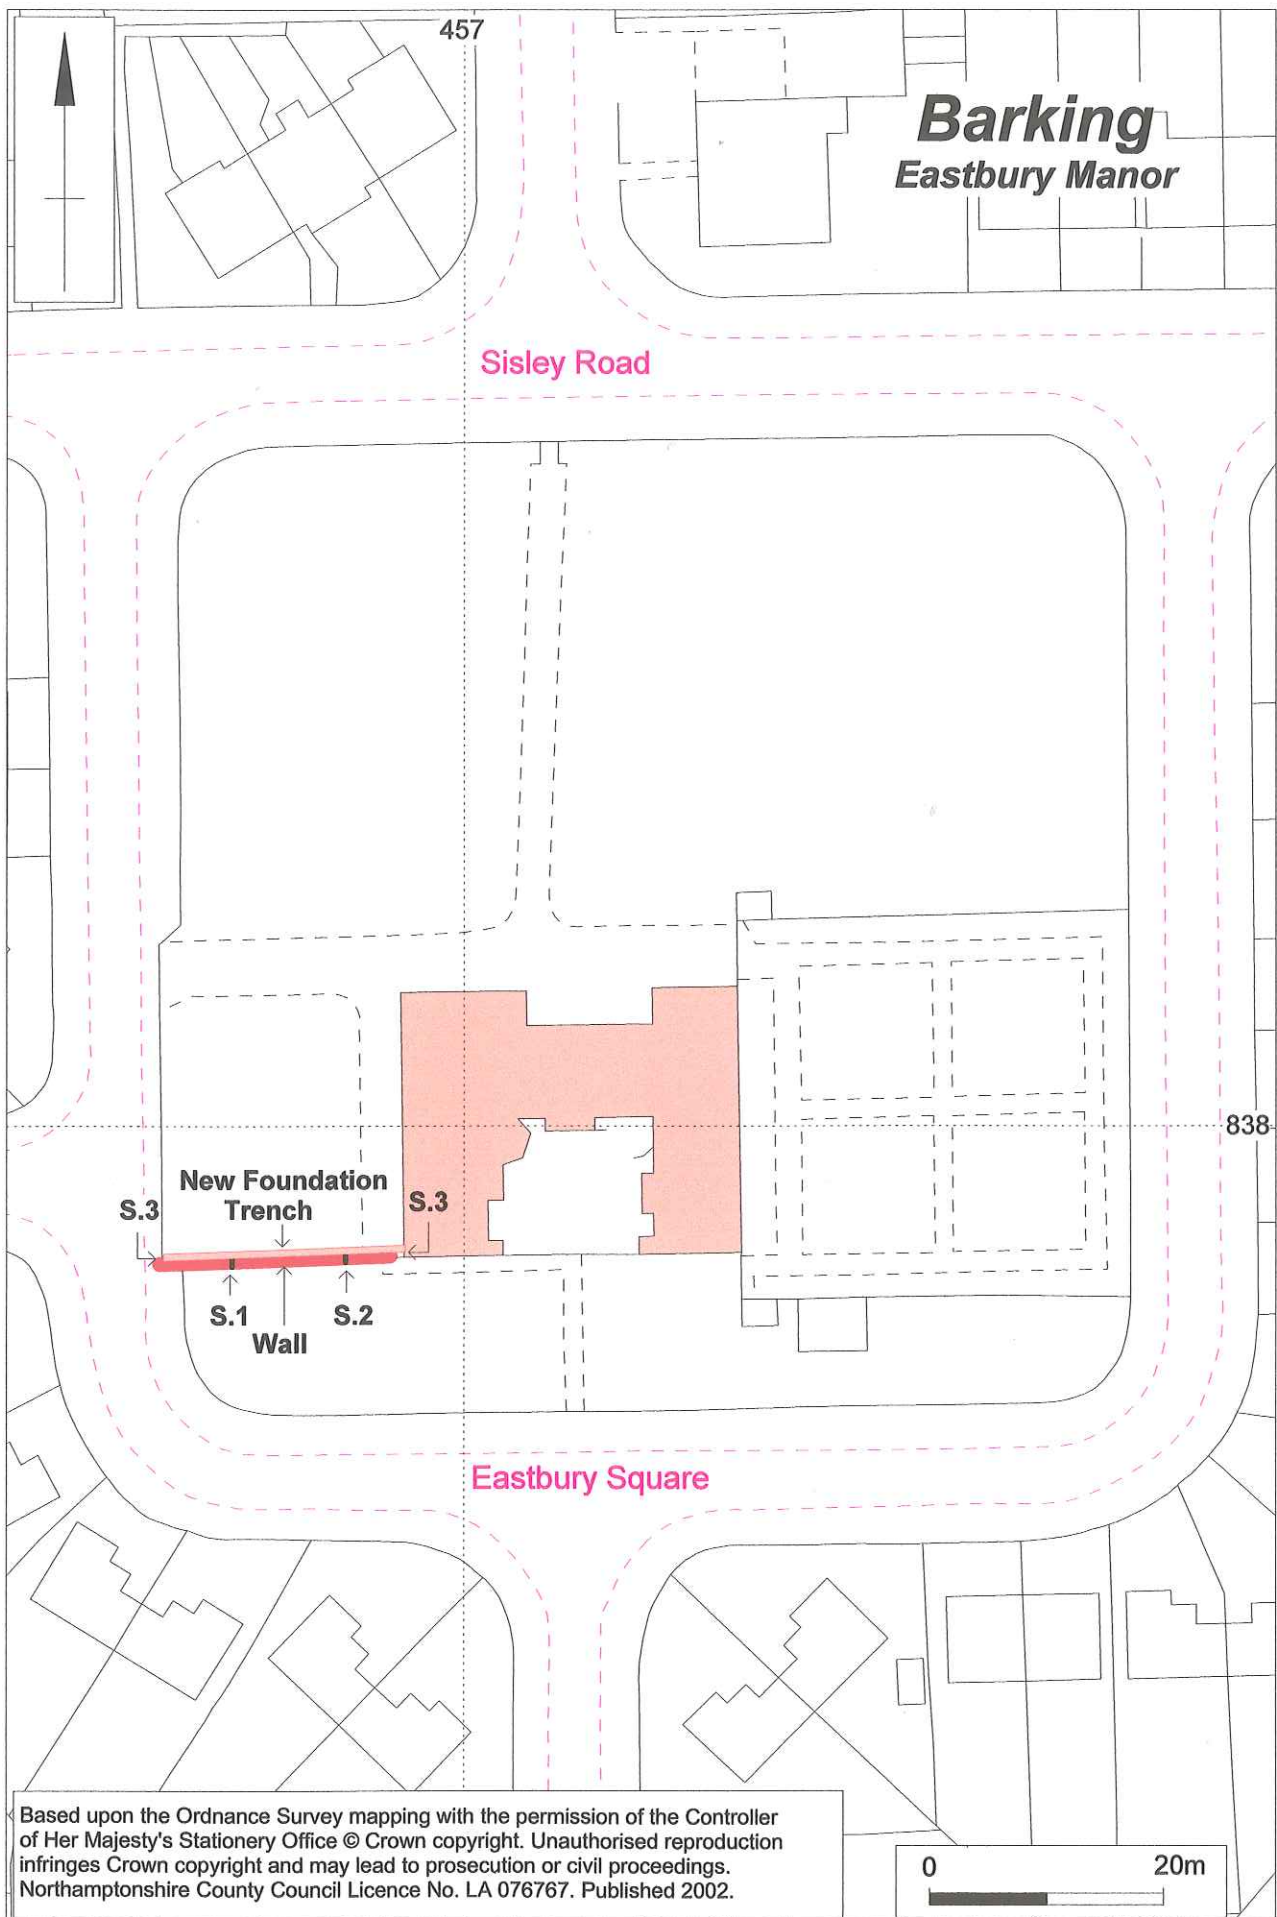 457
Barking
Eastbury Manor
Sisley Road
838
New Foundation
Trench
S.3
S.3
S.1
S.2
Wall
Eastbury Square
Based upon the Ordnance Survey mapping with the permission of the Controller
of Her Majesty's Stationery Office © Crown copyright. Unauthorised reproduction
infringes Crown copyright and may lead to prosecution or civil proceedings.
Northamptonshire County Council Licence No. LA 076767. Published 2002.
0 20m